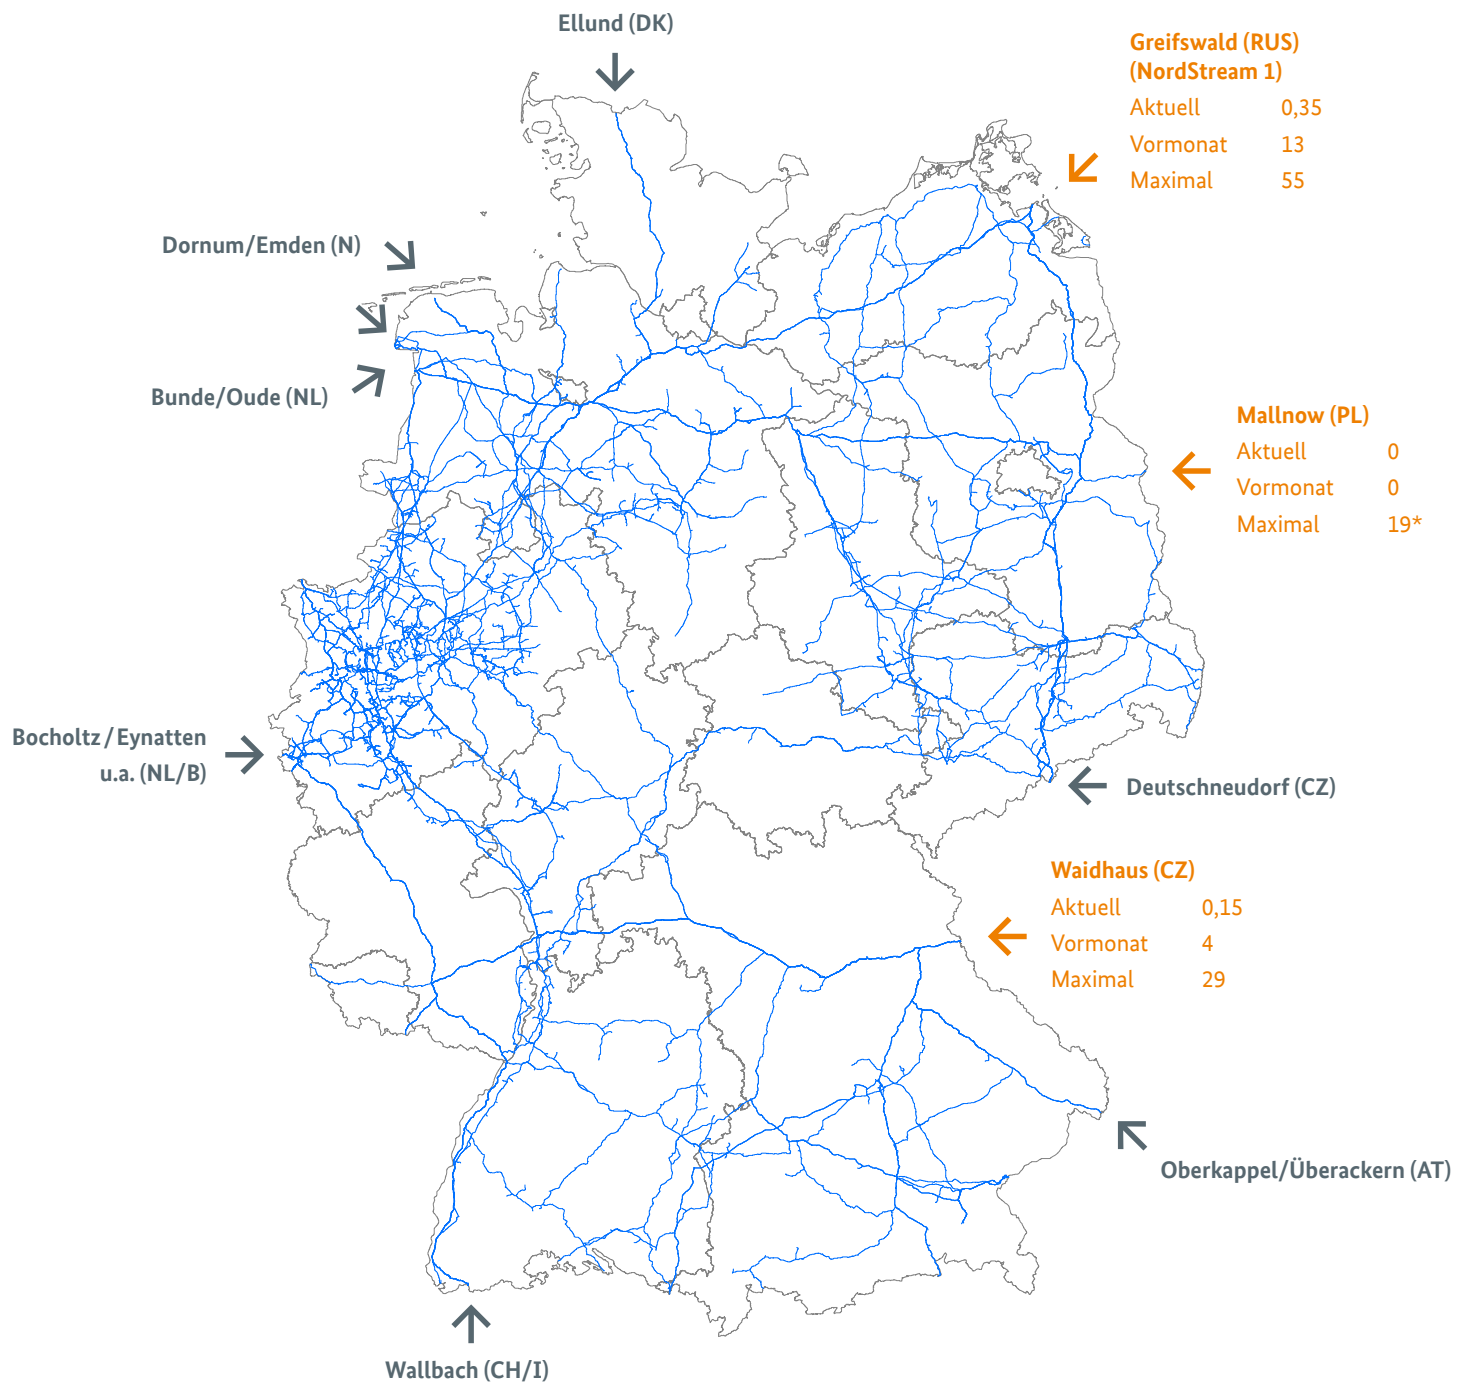 Ellund (DK)
Greifswald (RUS)
(NordStream 1)
Aktuell 0,35
Vormonat 13
Maximal 55
Dornum/Emden (N)
Bunde/Oude (NL)
Mallnow (PL)
Aktuell 0
Vormonat 0
Maximal 19*
Bocholtz / Eynatten
u.a. (NL/B)
Deutschneudorf (CZ)
Waidhaus (CZ)
Aktuell 0,15
Vormonat 4
Maximal 29
Oberkappel/Überackern (AT)
Wallbach (CH/I)